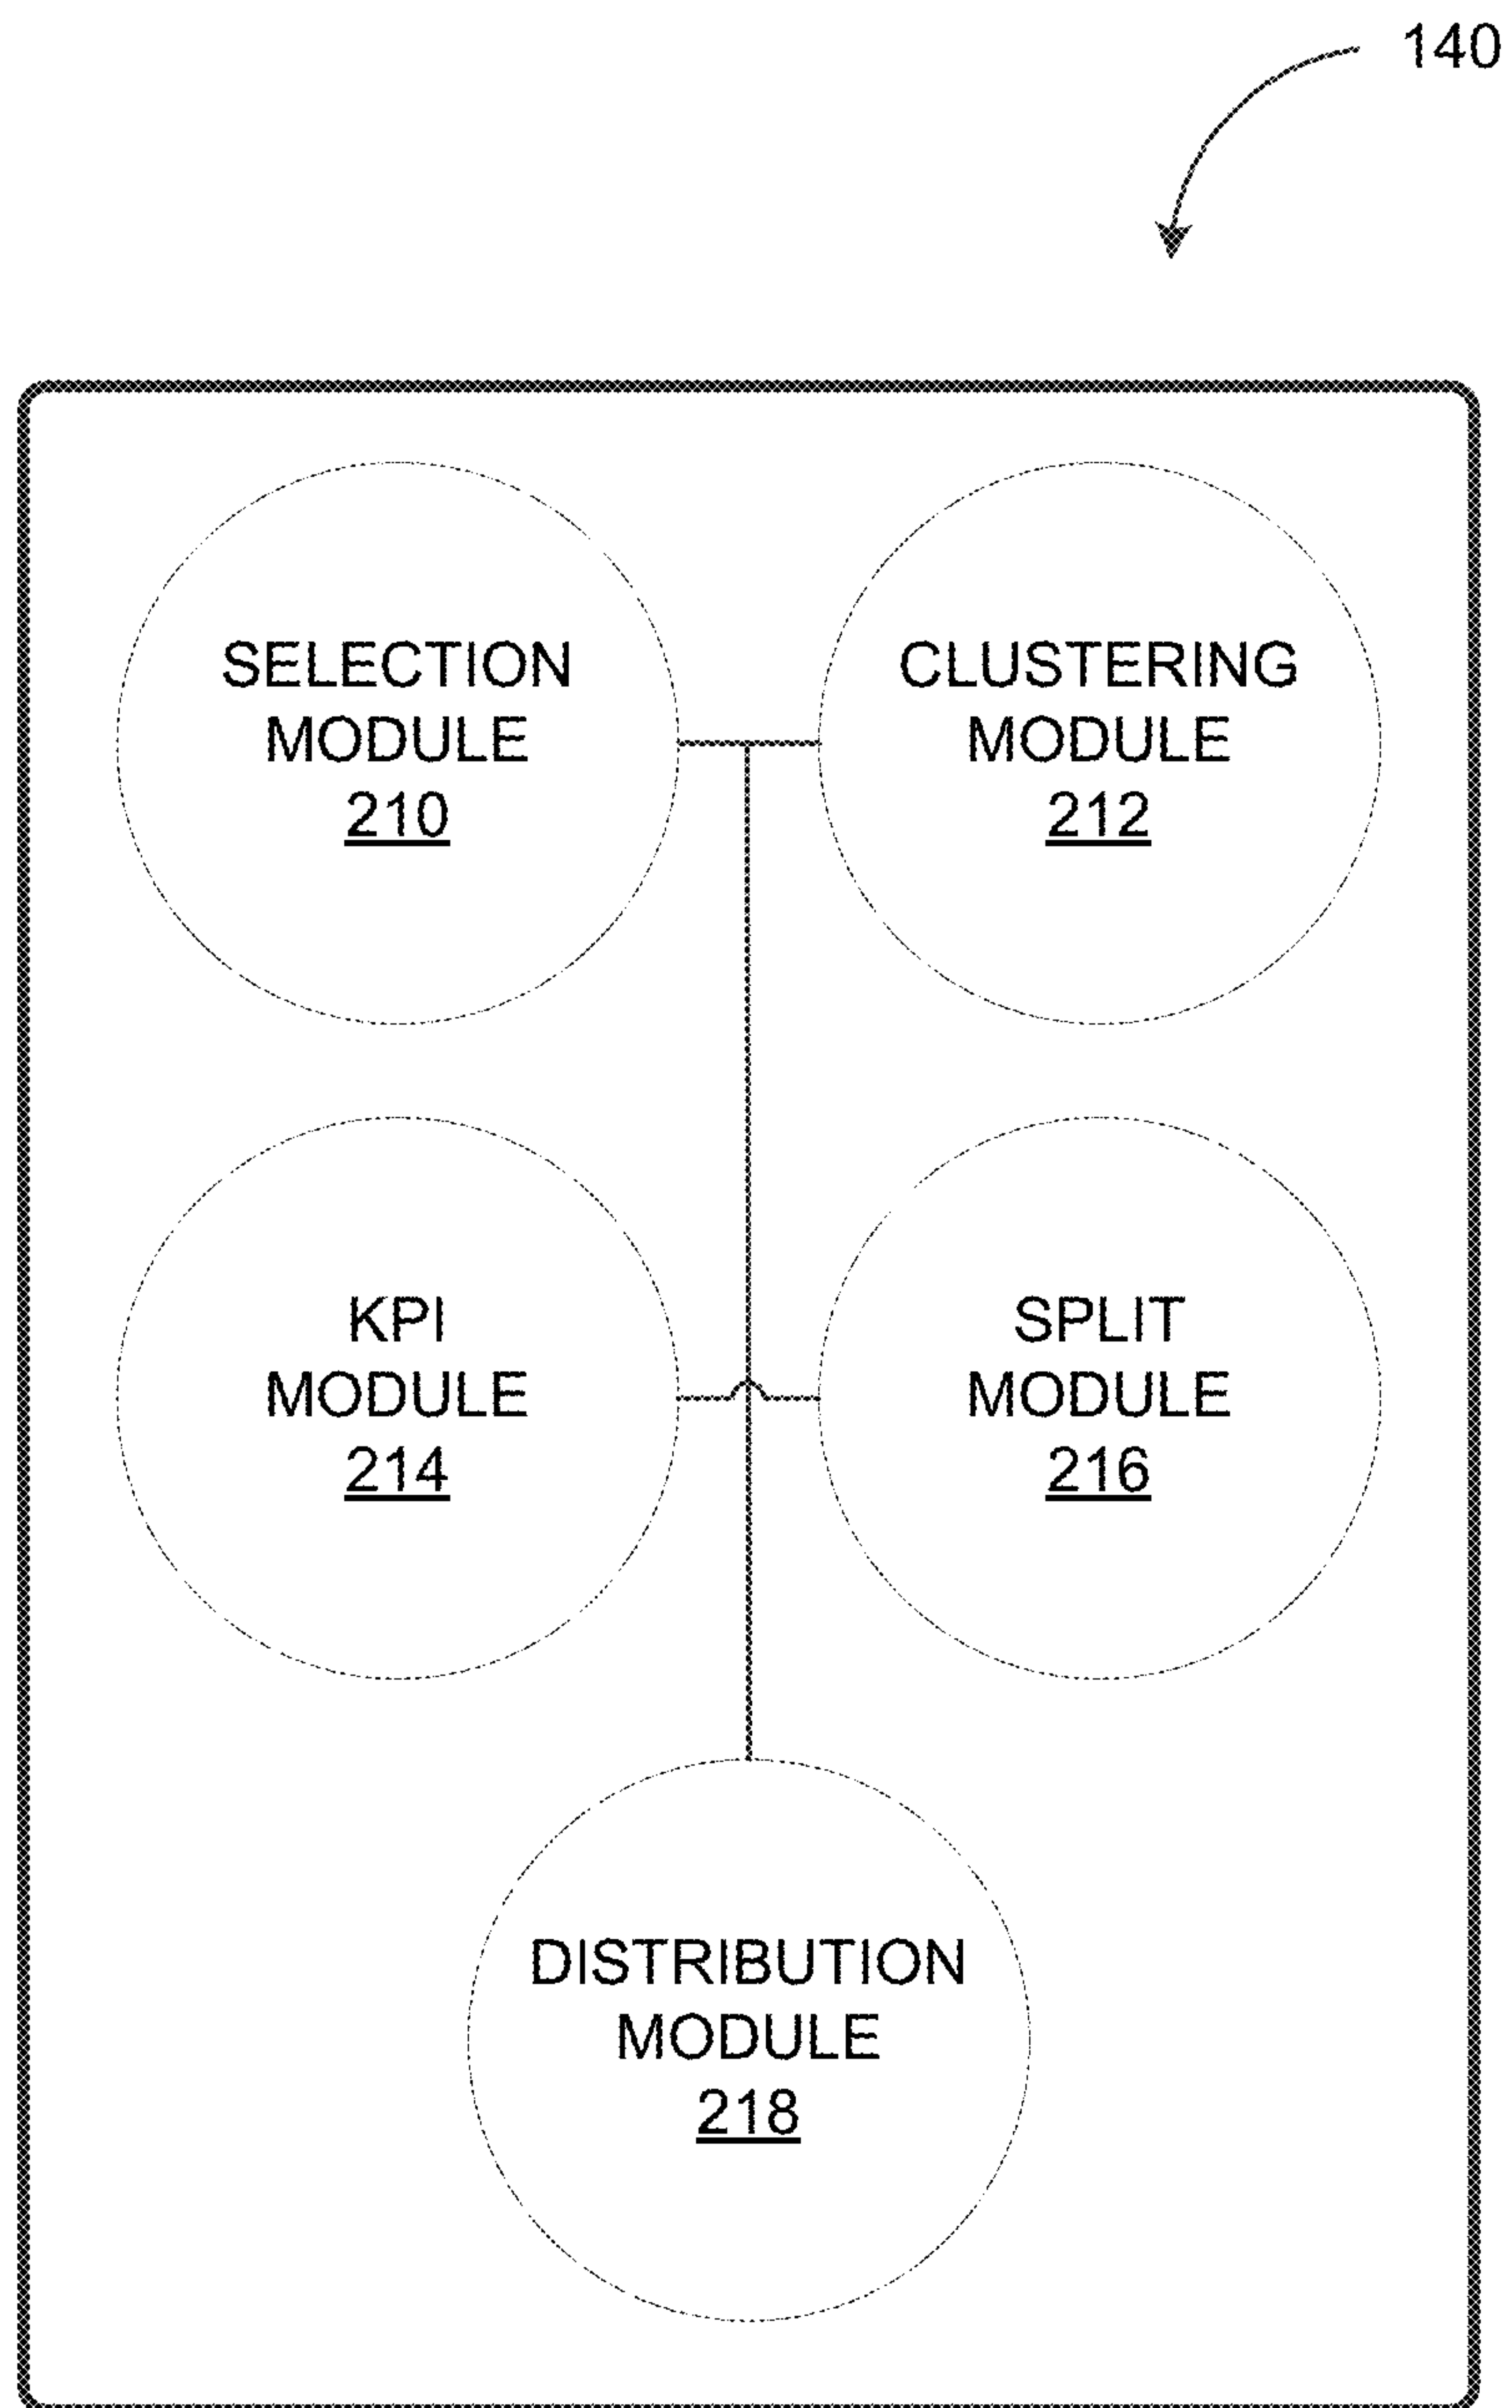 140
SELECTION
MODULE
210
CLUSTERING
MODULE
212
KPI
MODULE
214
SPLIT
MODULE
216
DISTRIBUTION
MODULE
218